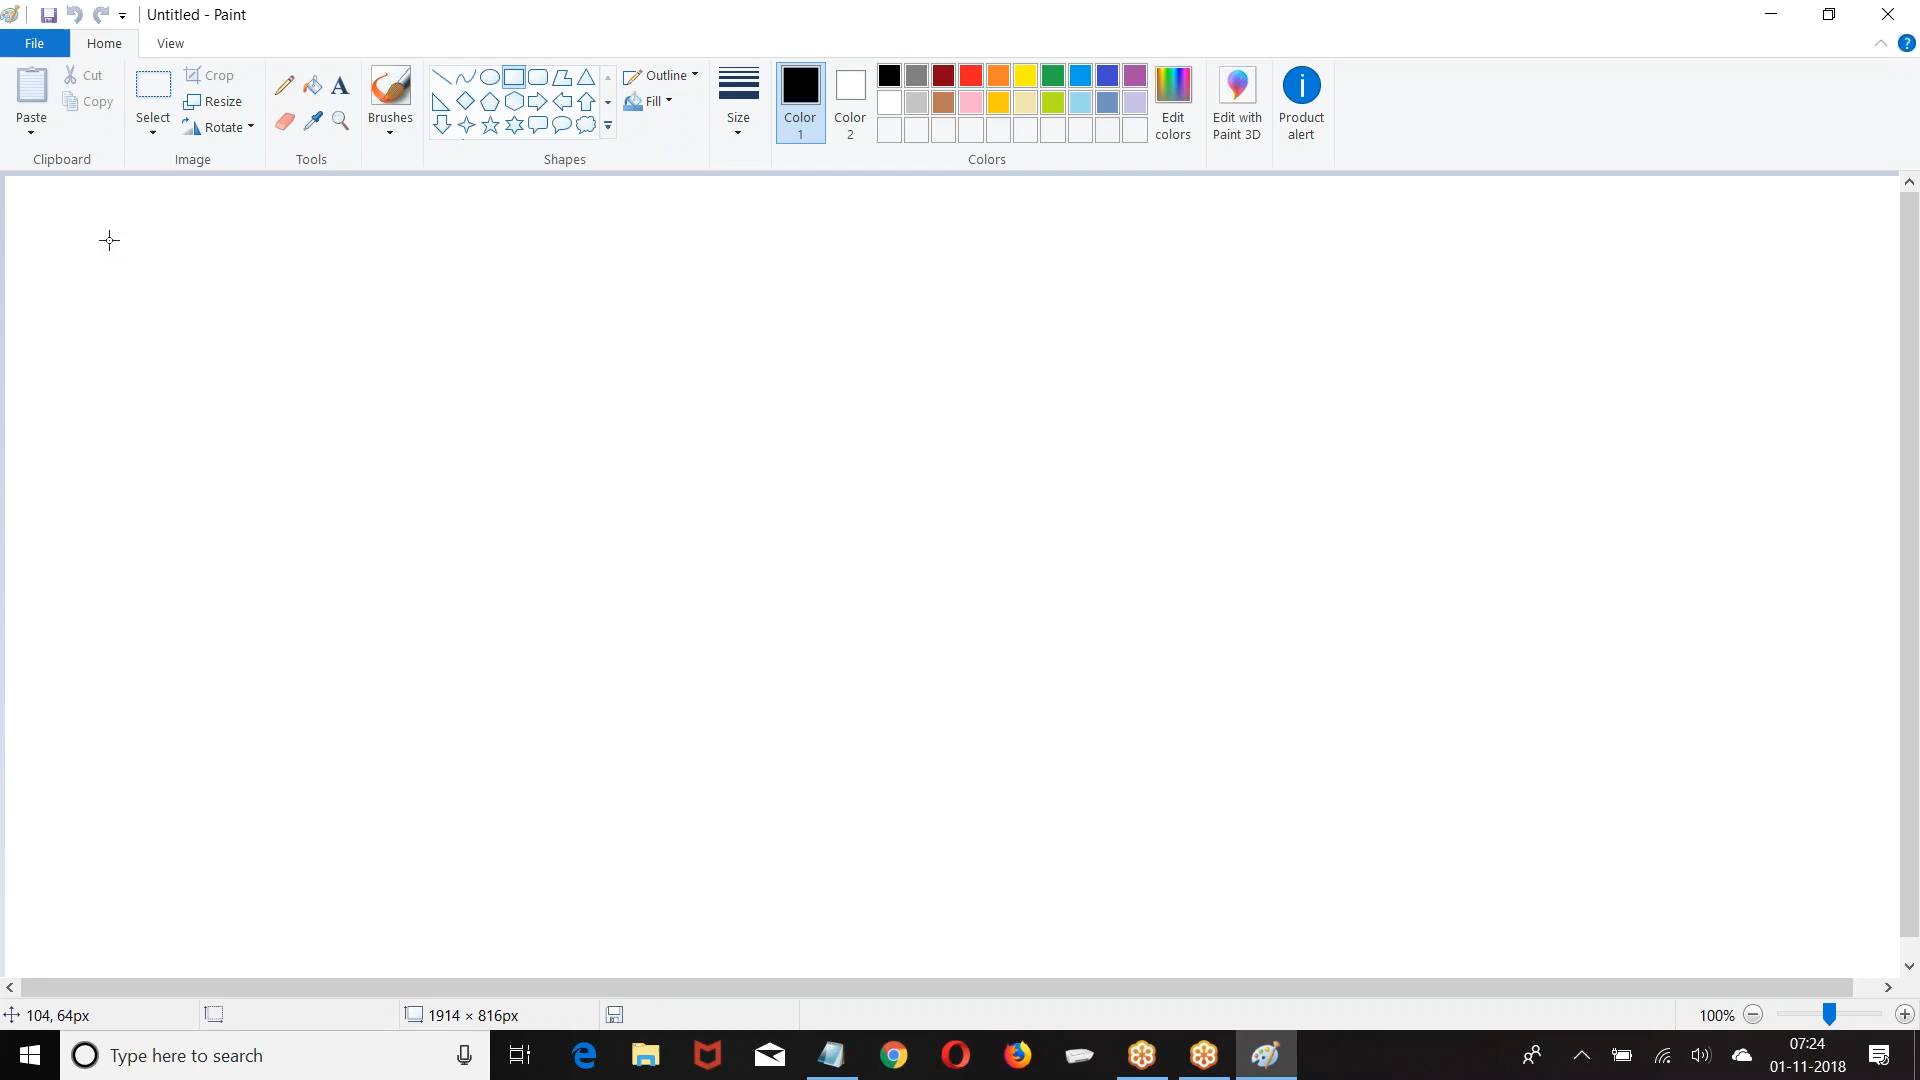 Untitled - Paint
File
Home
View
Paste
Cut
Copy
Clipboard
Select
Crop
Resize
Rotate
Image
Tools
Brushes
Shapes
Outline
Fill
Size
Color
1
Color
2
Colors
Edit
colors
Edit with
Paint 3D
Product
alert
104, 64px
1914 × 816px
100%
Type here to search
07:24
01-11-2018